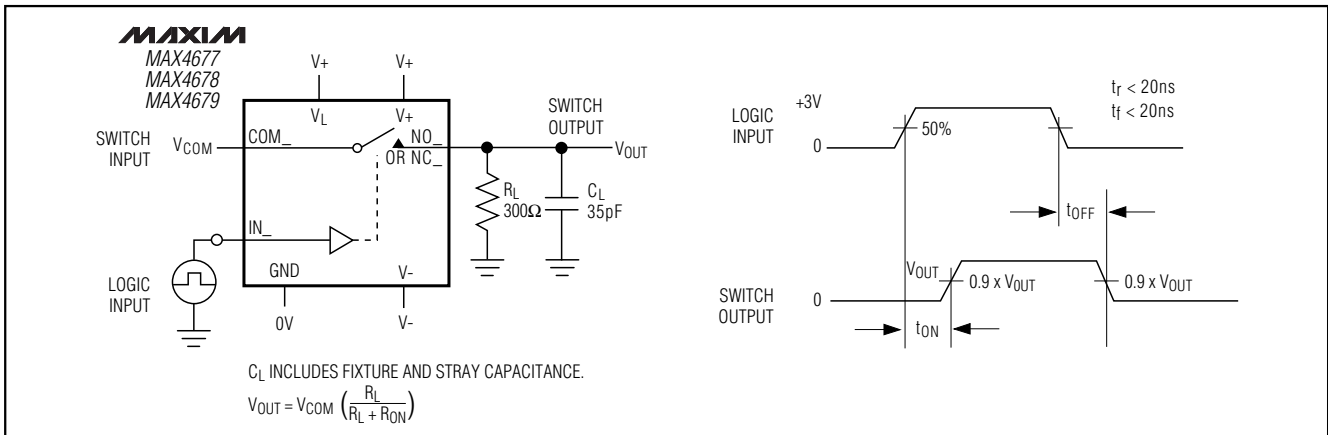 MAXIM
MAX4677
MAX4678
MAX4679
V+
V+
VL
V+
SWITCH
INPUT
VCOM
COM_
NO_
OR NC_
SWITCH
OUTPUT
VOUT
RL
300Ω
CL
35pF
IN_
LOGIC
INPUT
GND
V-
0V
V-
CL INCLUDES FIXTURE AND STRAY CAPACITANCE.
VOUT = VCOM (RL / RL + RON)
LOGIC
INPUT
+3V
0
50%
tr < 20ns
tf < 20ns
tOFF
SWITCH
OUTPUT
VOUT
0
0.9 x VOUT
0.9 x VOUT
tON